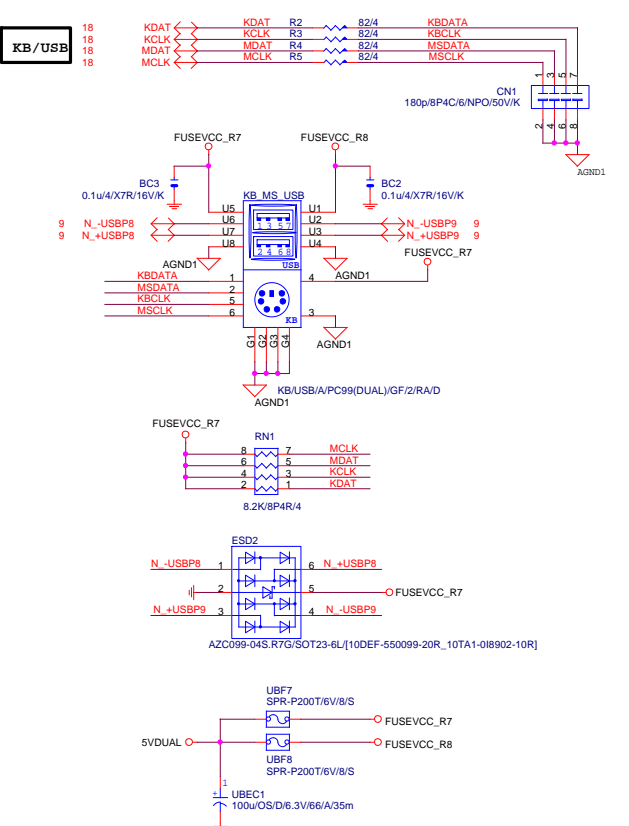 KB/USB
18 KDAT KDAT R2 82/4 KBDATA
18 KCLK KCLK R3 82/4 KBCLK
18 MDAT MDAT R4 82/4 MSDATA
18 MCLK MCLK R5 82/4 MSCLK
1 3 5 7
CN1
180p/8P4C/6/NPO/50V/K
2 4 6 8
AGND1
FUSEVCC_R7 FUSEVCC_R8
BC3
0.1u/4/X7R/16V/K
BC2
0.1u/4/X7R/16V/K
KB_MS_USB
U5 U1
9 N_-USBP8 U6 U2 N_-USBP9 9
9 N_+USBP8 U7 U3 N_+USBP9 9
U8 U4
1 3 5 7
2 4 6 8
USB
AGND1 AGND1
FUSEVCC_R7
KBDATA 1 4
MSDATA 2
KBCLK 5
MSCLK 6 3
KB
AGND1
G1 G2 G3 G4
KB/USB/A/PC99(DUAL)/GF/2/RA/D
AGND1
FUSEVCC_R7
RN1
8 7 MCLK
6 5 MDAT
4 3 KCLK
2 1 KDAT
8.2K/8P4R/4
ESD2
N_-USBP8 1 6 N_+USBP8
2 5 FUSEVCC_R7
N_+USBP9 3 4 N_-USBP9
AZC099-04S.R7G/SOT23-6L/[10DEF-550099-20R_10TA1-0I8902-10R]
UBF7
SPR-P200T/6V/8/S
FUSEVCC_R7
5VDUAL FUSEVCC_R8
UBF8
SPR-P200T/6V/8/S
1
+ UBEC1
100u/OS/D/6.3V/66/A/35m